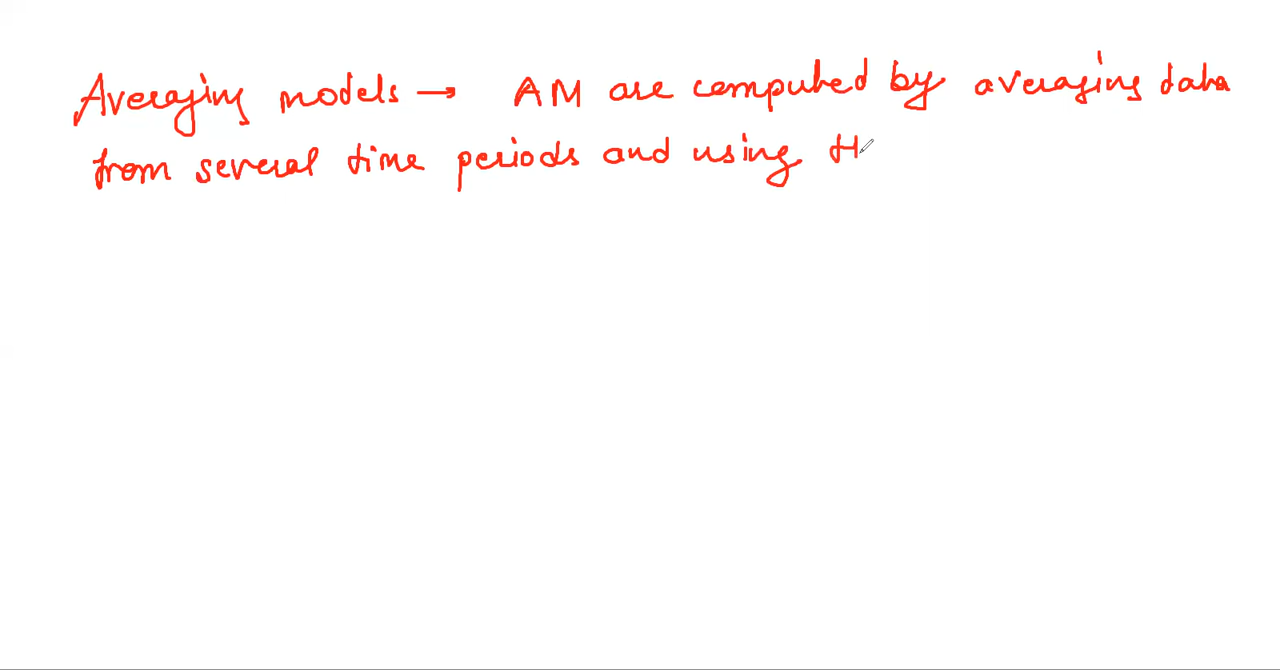 Averaging models → AM are computed by averaging data
from several time periods and using